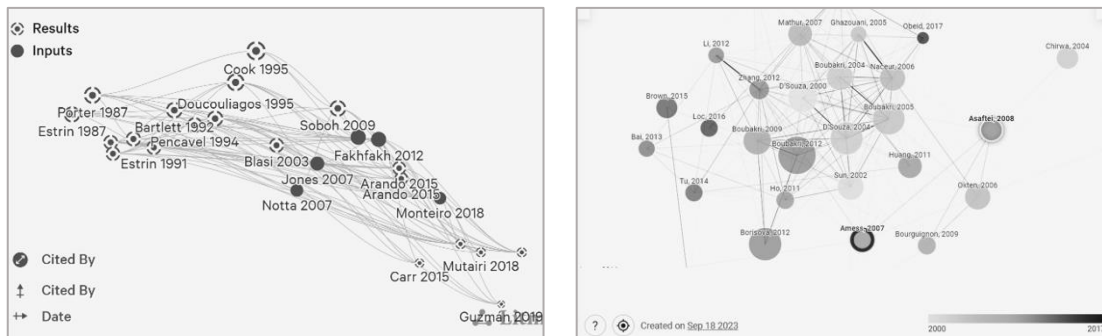 Results
Inputs
Cook 1995
Porter 1987
Doucouliagos 1995
Estrin 1987
Bartlett 1992
Pencavel 1994
Soboh 2009
Estrin 1991
Blasi 2003
Fakhfakh 2012
Jones 2007
Arando 2015
Arando 2015
Notta 2007
Monteiro 2018
Mutairi 2018
Carr 2015
Guzman 2019
Cited By
Cited By
Date
Mathur, 2007
Ghazouani, 2005
Obeid, 2017
Li, 2012
Chirwa, 2004
Boubakri, 2004
Naceur, 2006
Zhang, 2012
D'Souza, 2000
Brown, 2015
Boubakri, 2005
Loc, 2016
Asaftei, 2008
Boubakri, 2009
D'Souza, 2001
Bai, 2013
Boubakri, 2012
Huang, 2011
Sun, 2002
Tu, 2014
Ho, 2011
Okten, 2006
Borisova, 2012
Amess, 2007
Bourguignon, 2009
?
Created on Sep 18 2023
2000